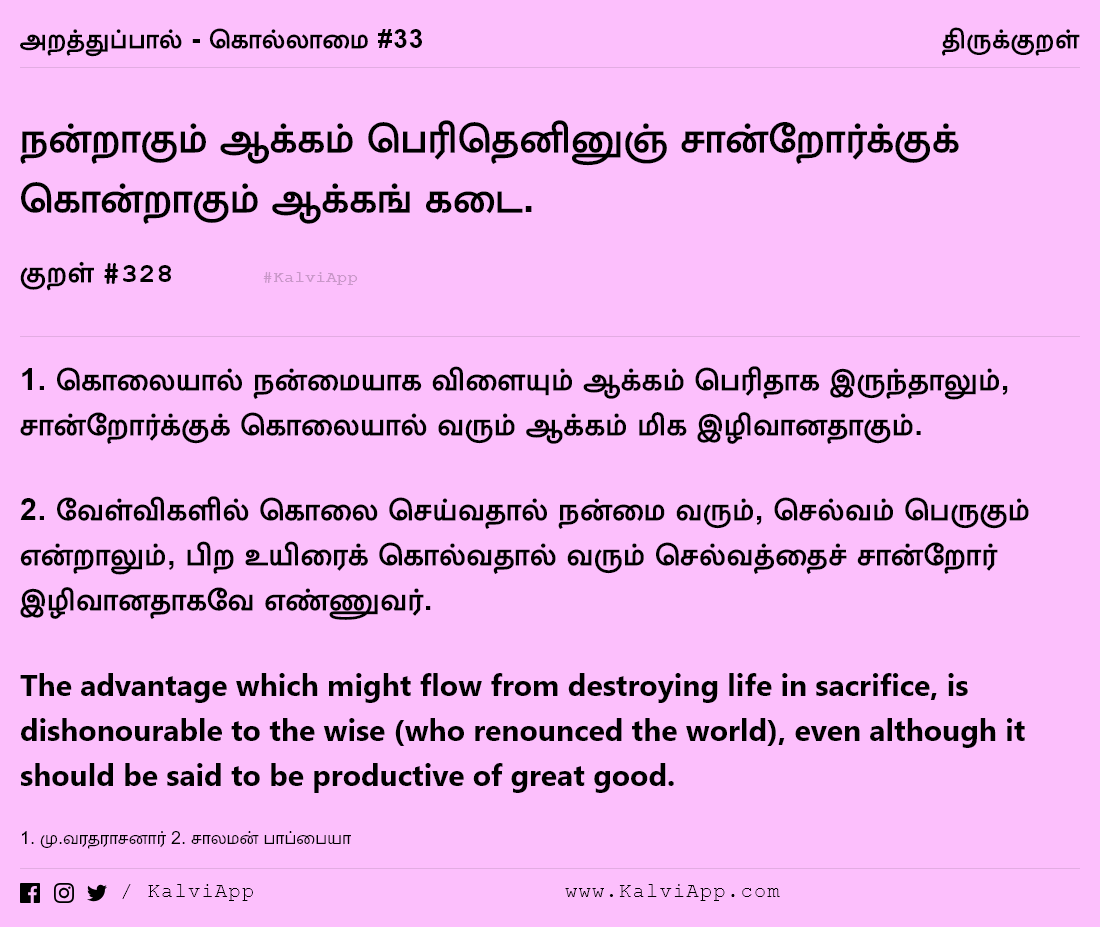 அறத்துப்பால் - கொல்லாமை #33
திருக்குறள்
நன்றாகும் ஆக்கம் பெரிதெனினுஞ் சான்றோர்க்குக்
கொன்றாகும் ஆக்கங் கடை.
குறள் #328
#KalviApp
1. கொலையால் நன்மையாக விளையும் ஆக்கம் பெரிதாக இருந்தாலும்,
சான்றோர்க்குக் கொலையால் வரும் ஆக்கம் மிக இழிவானதாகும்.
2. வேள்விகளில் கொலை செய்வதால் நன்மை வரும், செல்வம் பெருகும்
என்றாலும், பிற உயிரைக் கொல்வதால் வரும் செல்வத்தைச் சான்றோர்
இழிவானதாகவே எண்ணுவர்.
The advantage which might flow from destroying life in sacrifice, is
dishonourable to the wise (who renounced the world), even although it
should be said to be productive of great good.
1. மு.வரதராசனார் 2. சாலமன் பாப்பையா
/ KalviApp
www.KalviApp.com